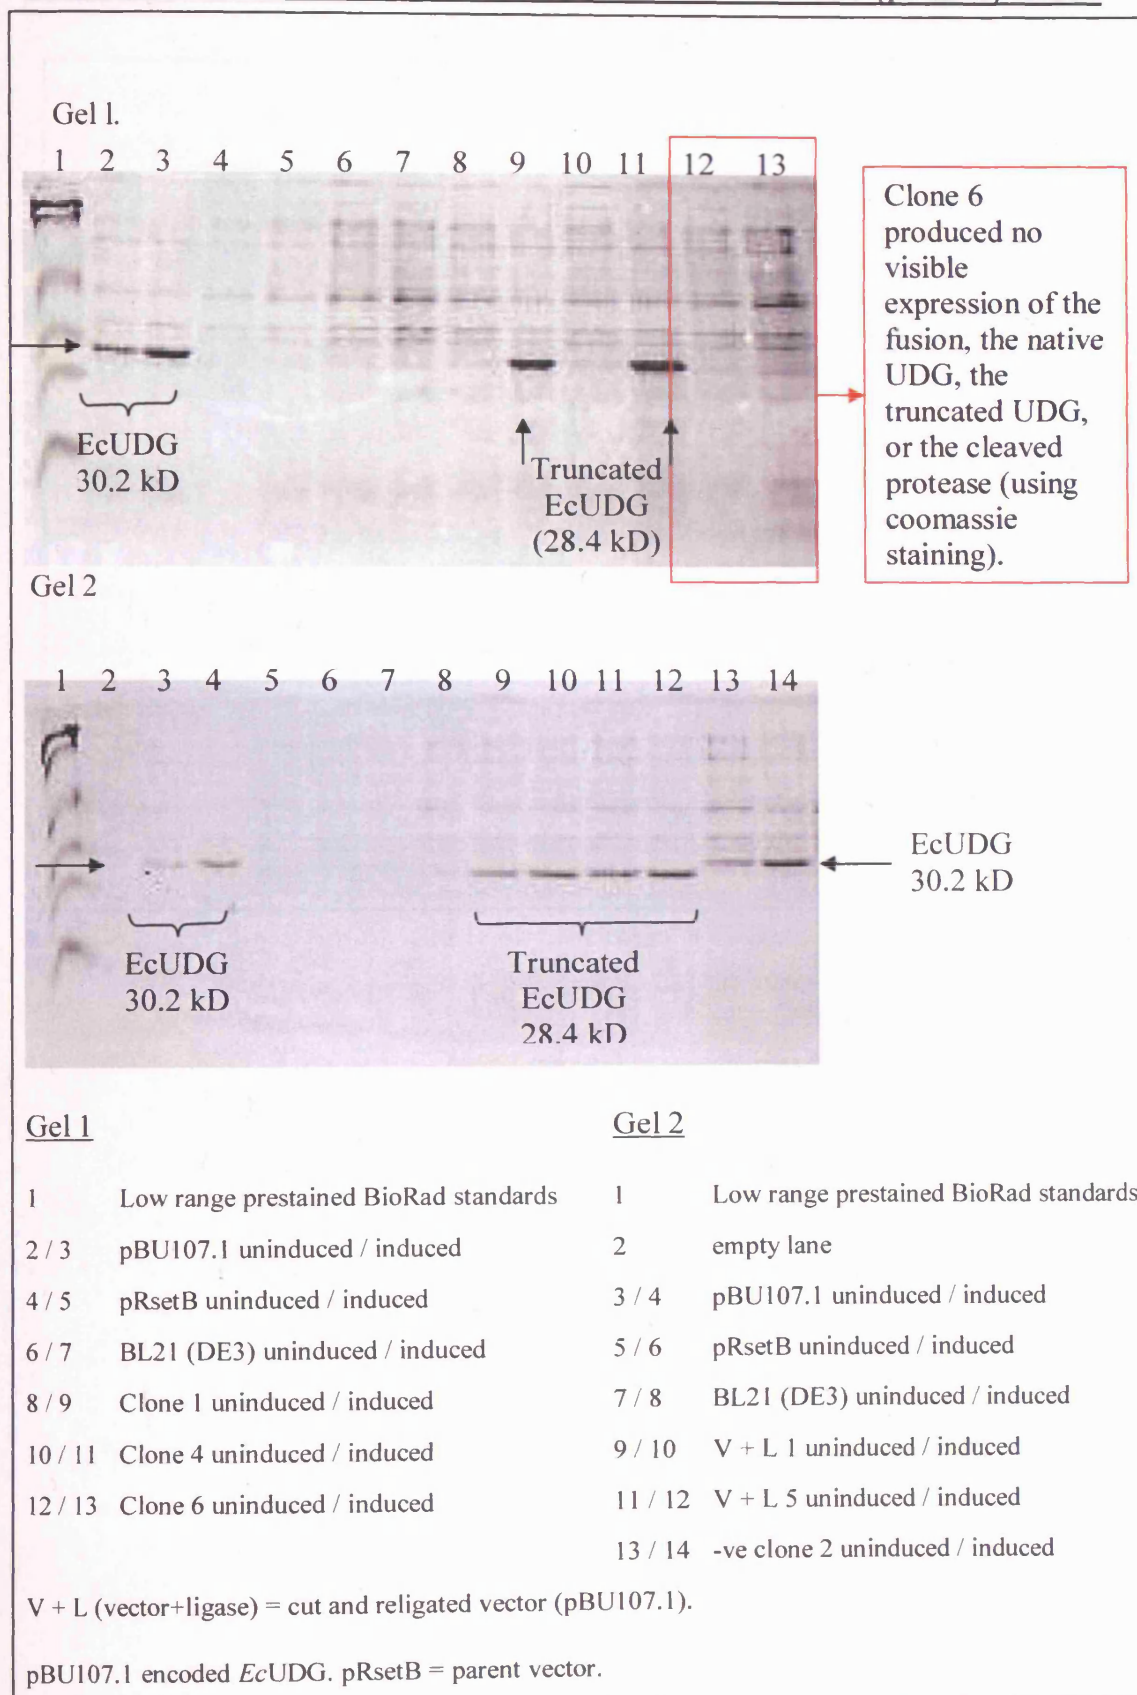 Gel 1.
1 2 3 4 5 6 7 8 9 10 11 12 13
EcUDG
30.2 kD
Truncated
EcUDG
(28.4 kD)
Clone 6
produced no
visible
expression of the
fusion, the native
UDG, the
truncated UDG,
or the cleaved
protease (using
coomassie
staining).
Gel 2
1 2 3 4 5 6 7 8 9 10 11 12 13 14
EcUDG
30.2 kD
EcUDG
30.2 kD
Truncated
EcUDG
28.4 kD
Gel 1
1 Low range prestained BioRad standards
2 / 3 pBU107.1 uninduced / induced
4 / 5 pRsetB uninduced / induced
6 / 7 BL21 (DE3) uninduced / induced
8 / 9 Clone 1 uninduced / induced
10 / 11 Clone 4 uninduced / induced
12 / 13 Clone 6 uninduced / induced
Gel 2
1 Low range prestained BioRad standards
2 empty lane
3 / 4 pBU107.1 uninduced / induced
5 / 6 pRsetB uninduced / induced
7 / 8 BL21 (DE3) uninduced / induced
9 / 10 V + L 1 uninduced / induced
11 / 12 V + L 5 uninduced / induced
13 / 14 -ve clone 2 uninduced / induced
V + L (vector+ligase) = cut and religated vector (pBU107.1).
pBU107.1 encoded EcUDG. pRsetB = parent vector.